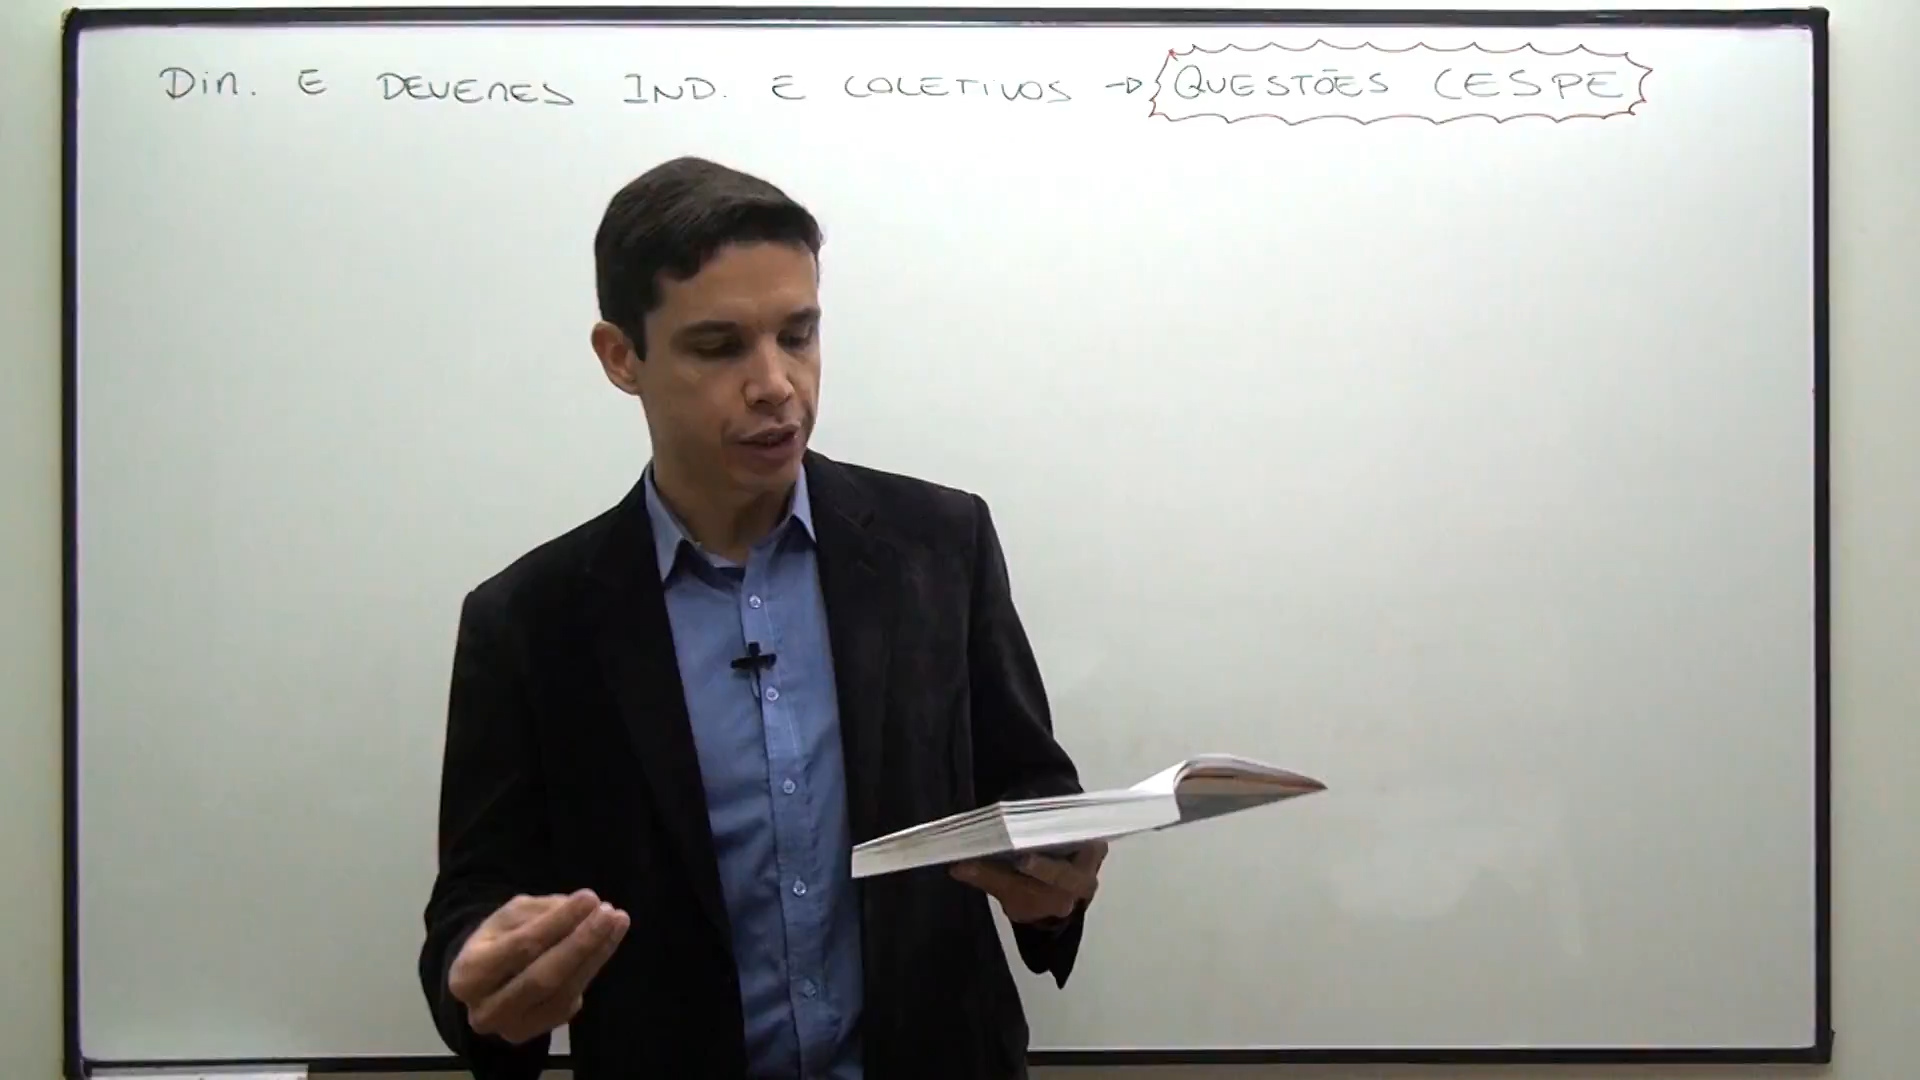 DIR. E DEVERES IND. E COLETIVOS → QUESTÕES CESPE